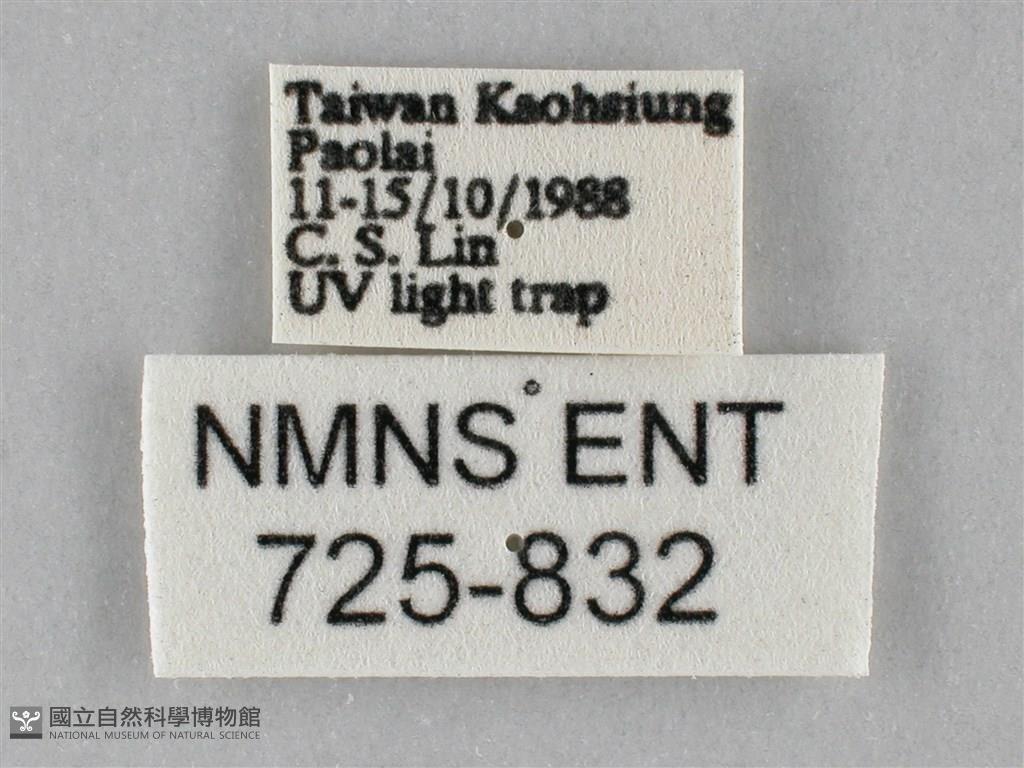 Taiwan Kaohsiung
Paolai
11-15/10/1988
C. S. Lin
UV light trap
NMNS ENT
725-832
國立自然科學博物館
NATIONAL MUSEUM OF NATURAL SCIENCE